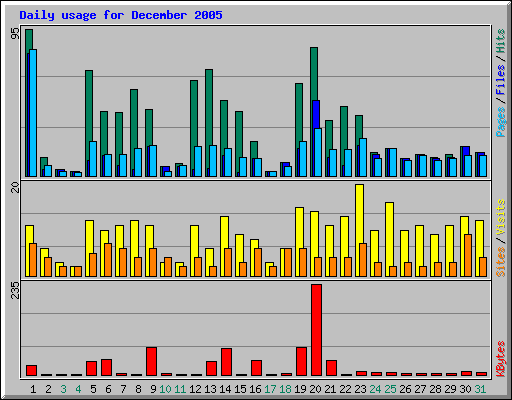 Daily usage for December 2005
95
Pages / Files / Hits
20
Sites / Visits
235
KBytes
1 2 3 4 5 6 7 8 9 10 11 12 13 14 15 16 17 18 19 20 21 22 23 24 25 26 27 28 29 30 31